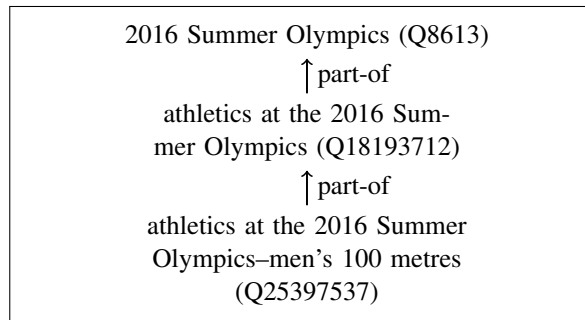 2016 Summer Olympics (Q8613)
↑ part-of
athletics at the 2016 Sum-
mer Olympics (Q18193712)
↑ part-of
athletics at the 2016 Summer
Olympics–men's 100 metres
(Q25397537)